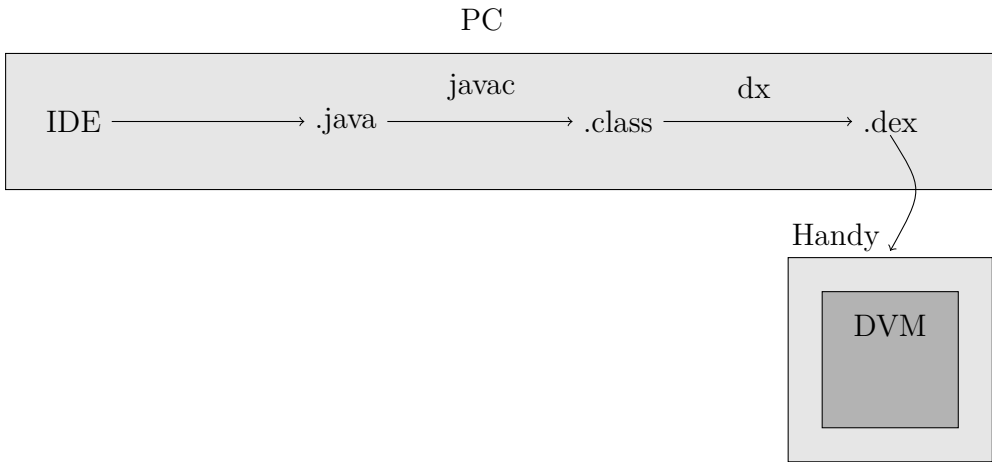 PC
javac
dx
IDE
.java
.class
.dex
Handy
DVM